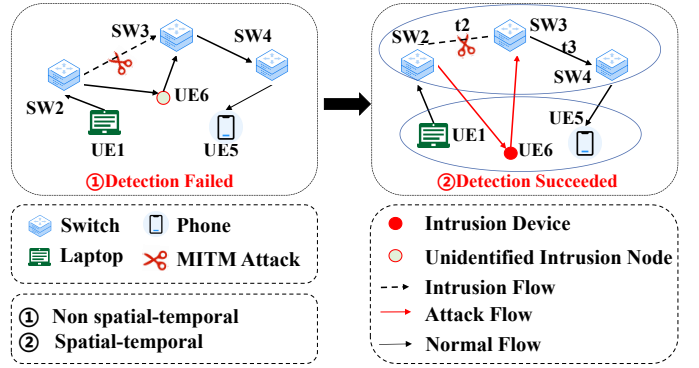 SW3
SW4
SW2
UE6
UE1
UE5
①Detection Failed
t2
SW3
SW2
t3
SW4
UE5
UE1
UE6
②Detection Succeeded
Switch
Phone
Laptop
MITM Attack
① Non spatial-temporal
② Spatial-temporal
Intrusion Device
Unidentified Intrusion Node
Intrusion Flow
Attack Flow
Normal Flow